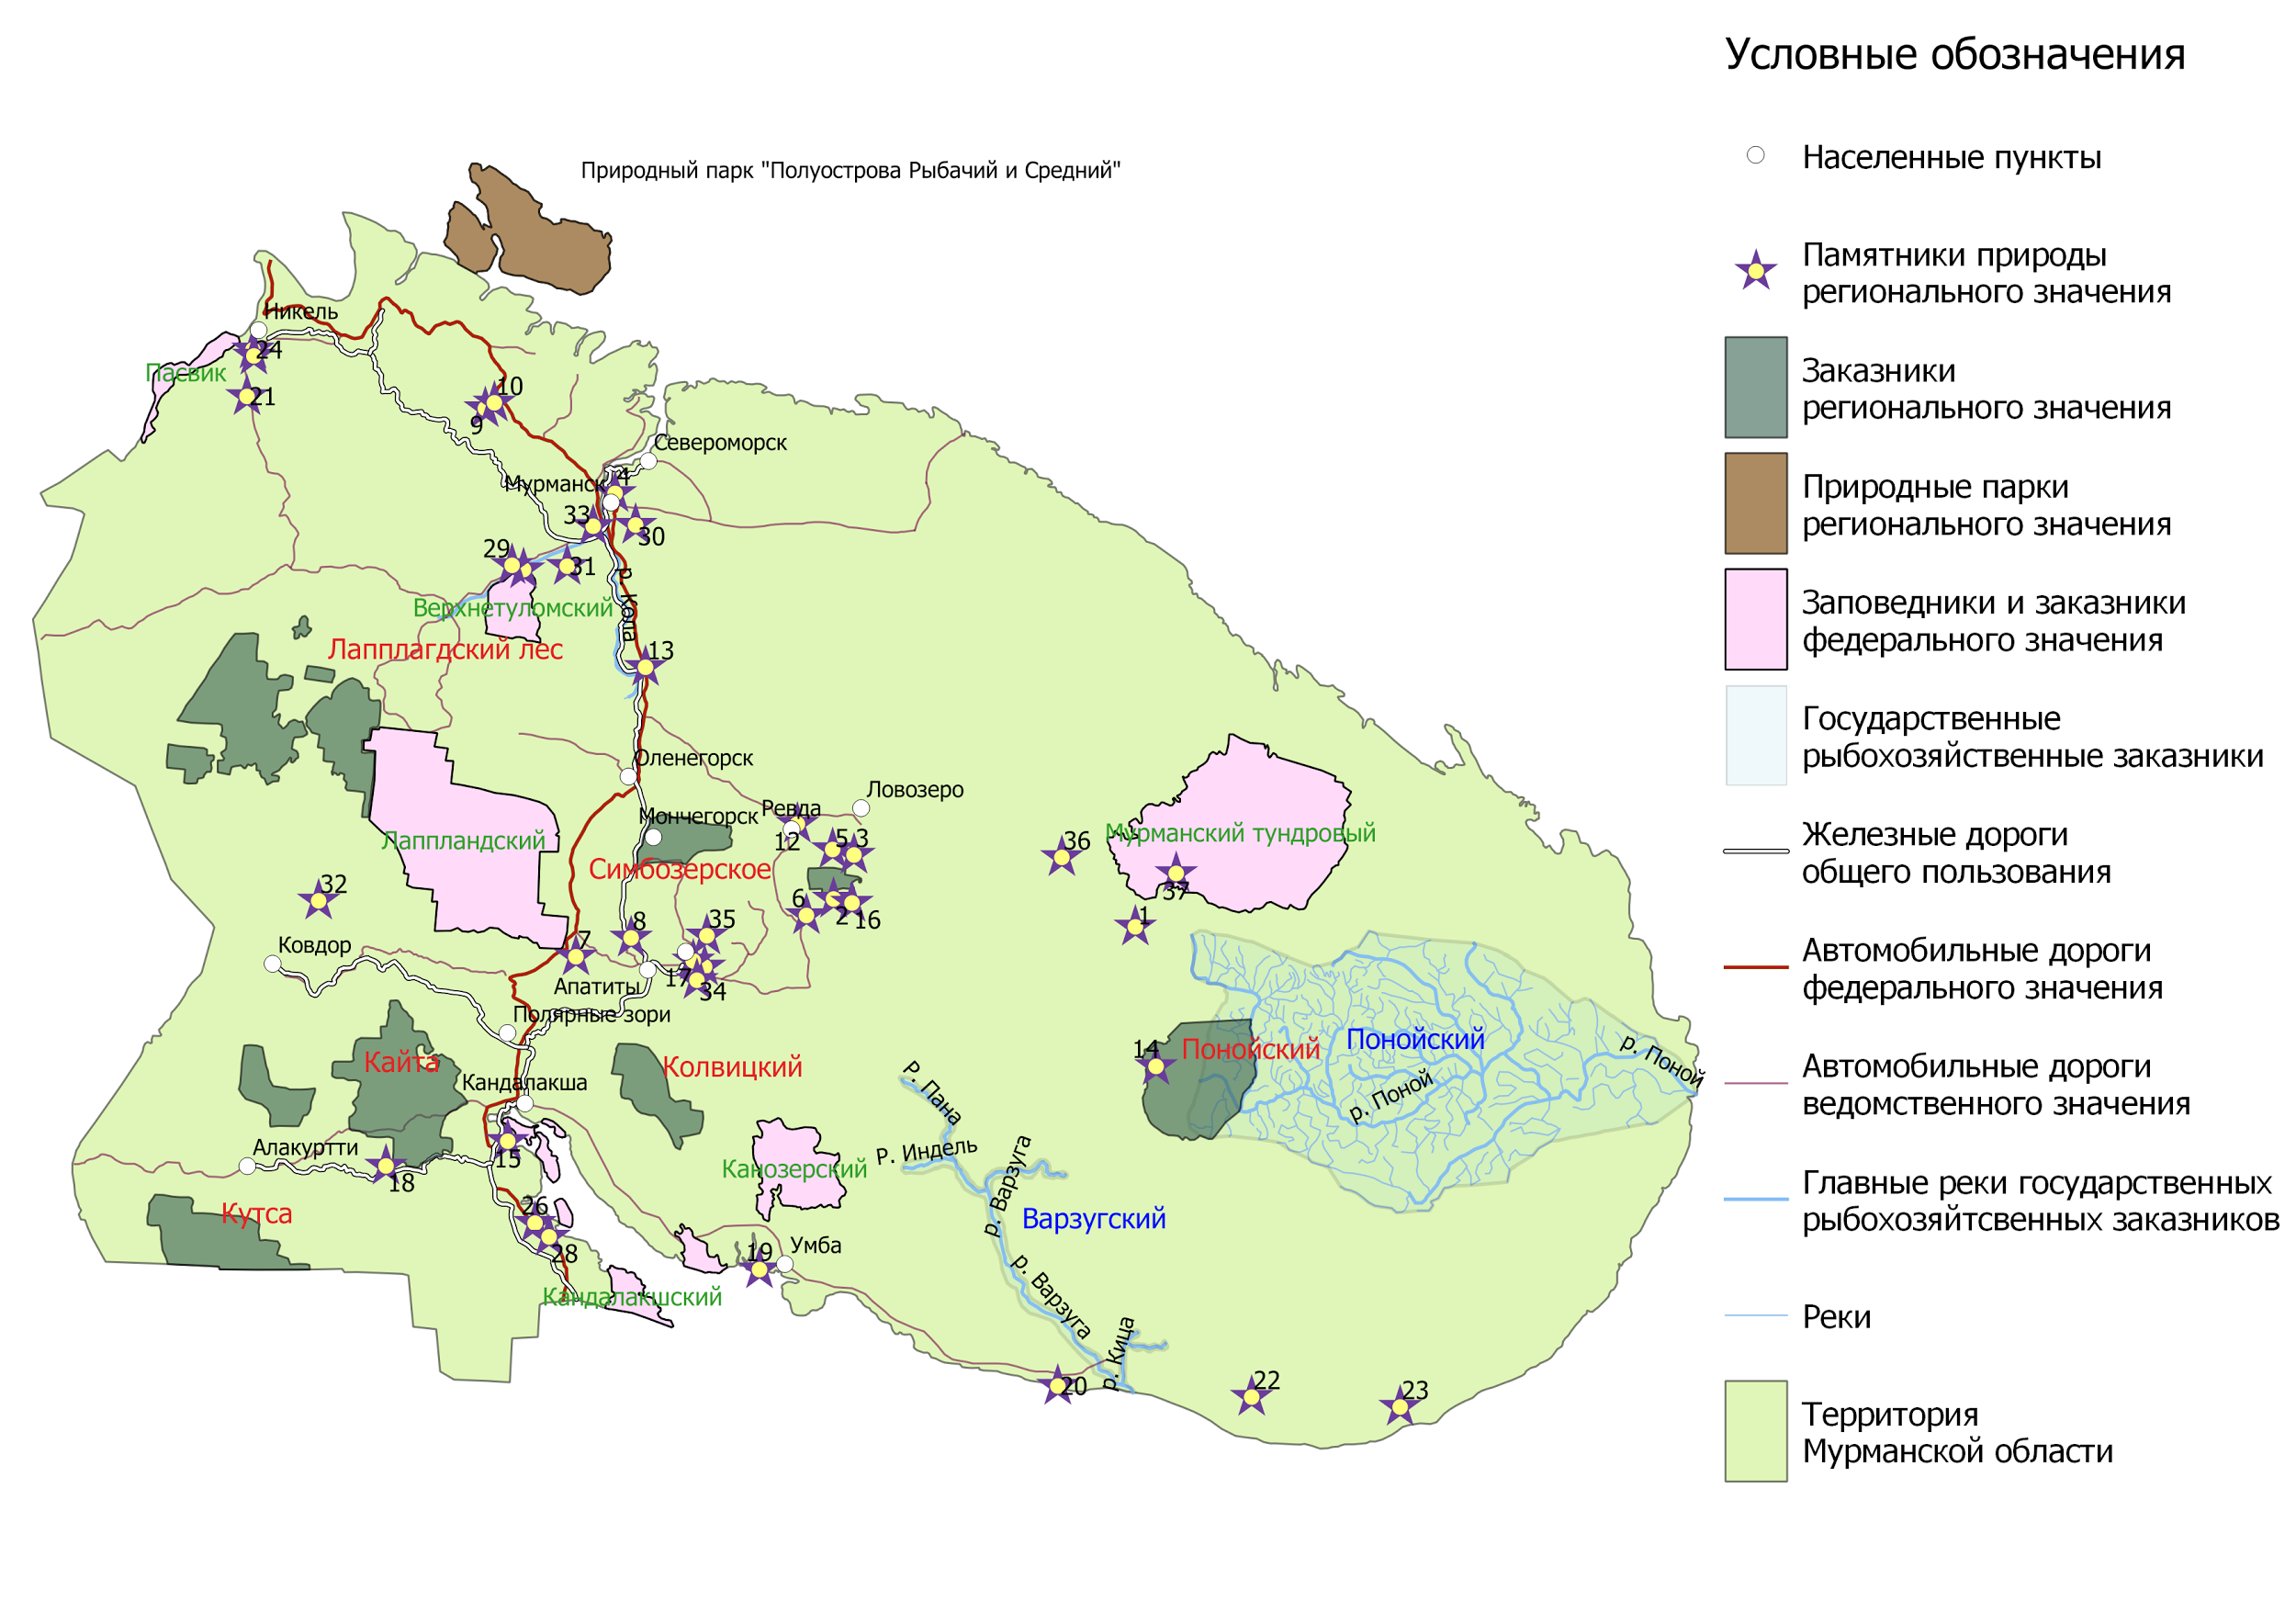 Условные обозначения
Населенные пункты
Памятники природы
регионального значения
Заказники
регионального значения
Природные парки
регионального значения
Заповедники и заказники
федерального значения
Государственные
рыбохозяйственные заказники
Железные дороги
общего пользования
Автомобильные дороги
федерального значения
Автомобильные дороги
ведомственного значения
Главные реки государственных
рыбохозяйтсвенных заказников
Реки
Территория
Мурманской области
Природный парк "Полуострова Рыбачий и Средний"
Никель
24
Пасвик
21
10
9
Североморск
4
Мурманск
33
30
29
31
р. Кола
Верхнетуломский
Лапплагдский лес
13
Оленегорск
Ловозеро
Ревда
Мончегорск
12
5
3
36
Мурманский тундровый
Лаппландский
Симбозерское
37
32
6
2
16
35
8
1
7
Ковдор
17
34
Апатиты
Полярные зори
Кайта
Колвицкий
14
Понойский
Понойский
р. Поной
р. Поной
Кандалакша
Р. Пана
Алакуртти
15
18
Р. Индель
р. Варзуга
Канозерский
Кутса
26
28
Варзугский
19
Умба
Кандалакшский
р. Варзуга
р. Кица
20
22
23